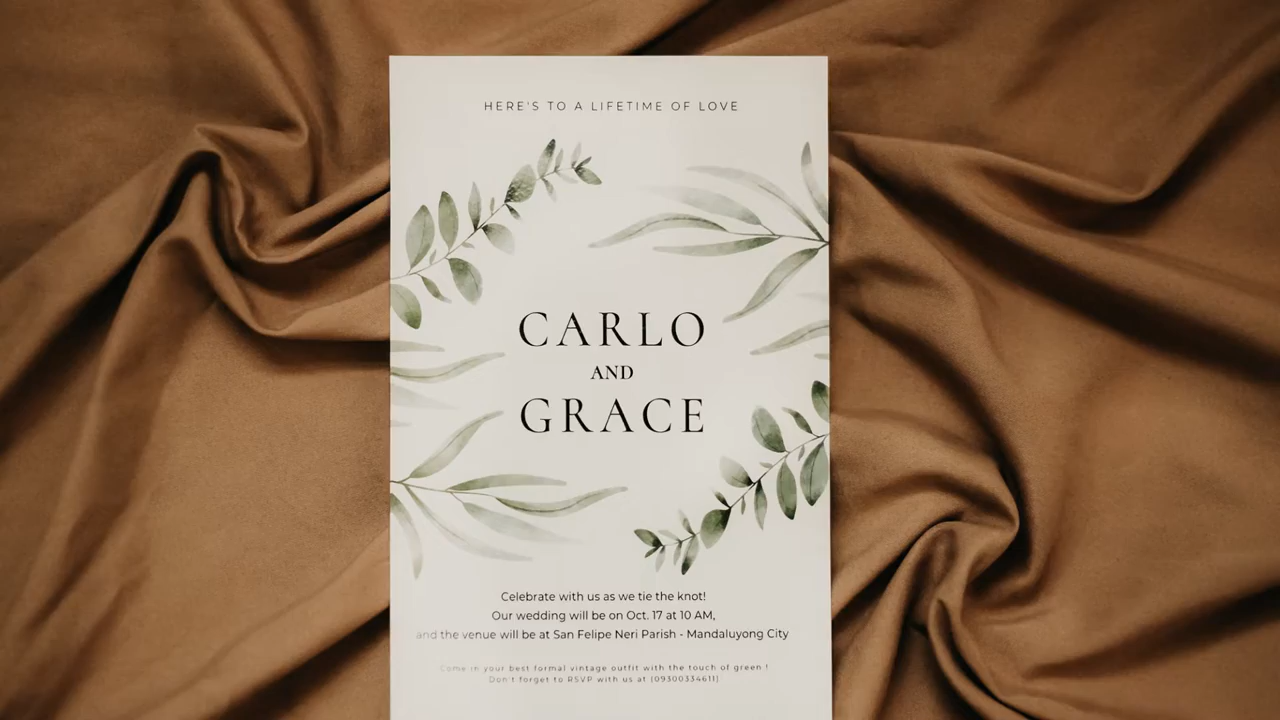 HERE'S TO A LIFETIME OF LOVE
CARLO
AND
GRACE
Celebrate with us as we tie the knot!
Our wedding will be on Oct. 17 at 10 AM,
and the venue will be at San Felipe Neri Parish - Mandaluyong City
Come in your best formal vintage outfit with the touch of green !
Don't forget to RSVP with us at (09300334611)